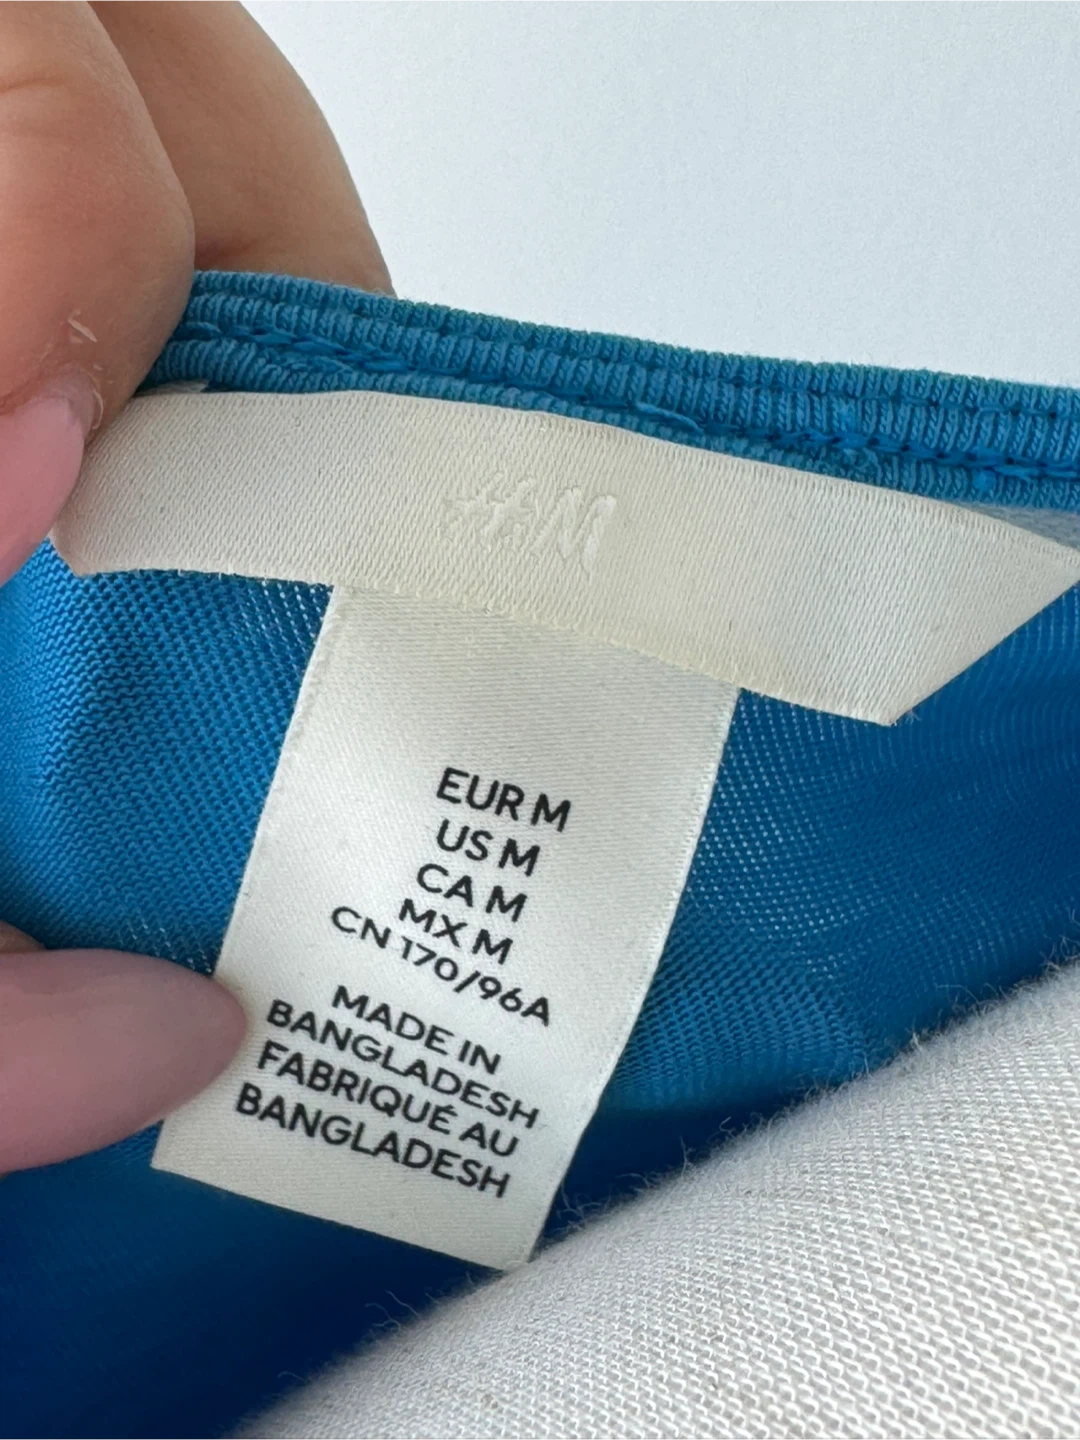 H&M
EUR M
US M
CA M
MX M
CN 170/96A
MADE IN
BANGLADESH
FABRIQUÉ AU
BANGLADESH